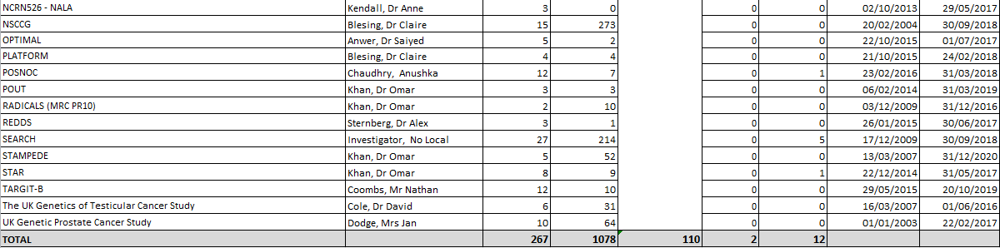 NCRN526 - NALA Kendall, Dr Anne 3 0 0 0 02/10/2013 29/05/2017
NSCCG Blesing, Dr Claire 15 273 0 0 20/02/2004 30/09/2018
OPTIMAL Anwer, Dr Saiyed 5 2 0 0 22/10/2015 01/07/2017
PLATFORM Blesing, Dr Claire 4 4 0 0 21/10/2015 24/02/2018
POSNOC Chaudhry, Anushka 12 7 0 1 23/02/2016 31/03/2018
POUT Khan, Dr Omar 3 3 0 0 06/02/2014 31/03/2019
RADICALS (MRC PR10) Khan, Dr Omar 2 10 0 0 03/12/2009 31/12/2016
REDDS Sternberg, Dr Alex 3 1 0 0 26/01/2015 30/06/2017
SEARCH Investigator, No Local 27 214 0 5 17/12/2009 30/09/2018
STAMPEDE Khan, Dr Omar 5 52 0 0 13/03/2007 31/12/2020
STAR Khan, Dr Omar 8 9 0 1 22/12/2014 31/05/2017
TARGIT-B Coombs, Mr Nathan 12 10 0 0 29/05/2015 20/10/2019
The UK Genetics of Testicular Cancer Study Cole, Dr David 6 31 0 0 16/03/2007 01/06/2016
UK Genetic Prostate Cancer Study Dodge, Mrs Jan 10 64 0 0 01/01/2003 22/02/2017
TOTAL 267 1078 110 2 12